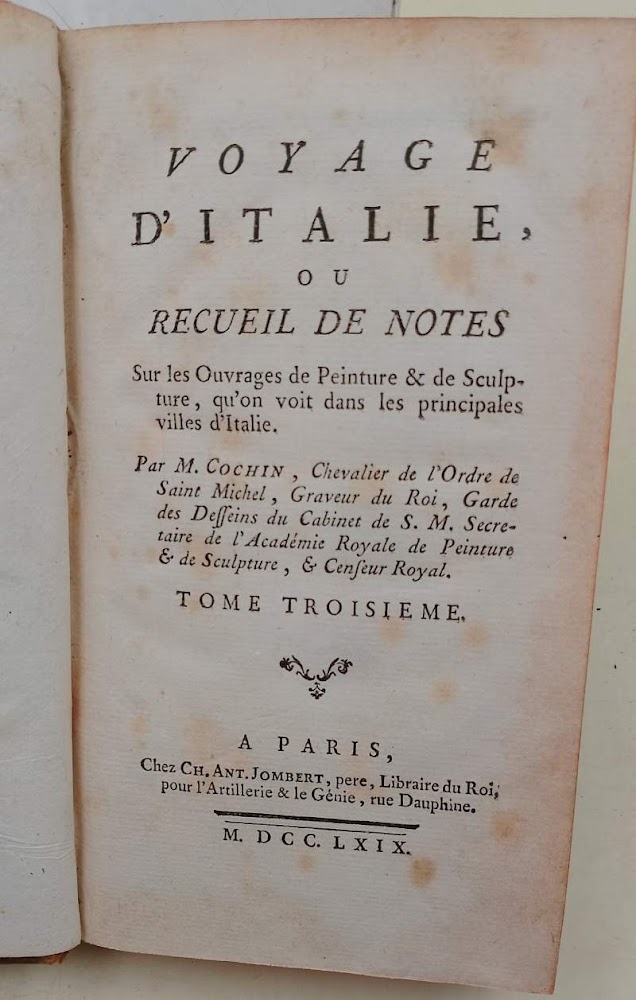 VOYAGE
D'ITALIE,
OU
RECUEIL DE NOTES
Sur les Ouvrages de Peinture & de Sculp-
ture, qu'on voit dans les principales
villes d'Italie.
Par M. COCHIN, Chevalier de l'Ordre de
Saint Michel, Graveur du Roi, Garde
des Deſſeins du Cabinet de S. M. Secre-
taire de l'Académie Royale de Peinture
& de Sculpture, & Cenſeur Royal.
TOME TROISIEME.
A PARIS,
Chez CH. ANT. JOMBERT, pere, Libraire du Roi,
pour l'Artillerie & le Génie, rue Dauphine.
M. DCC. LXIX.